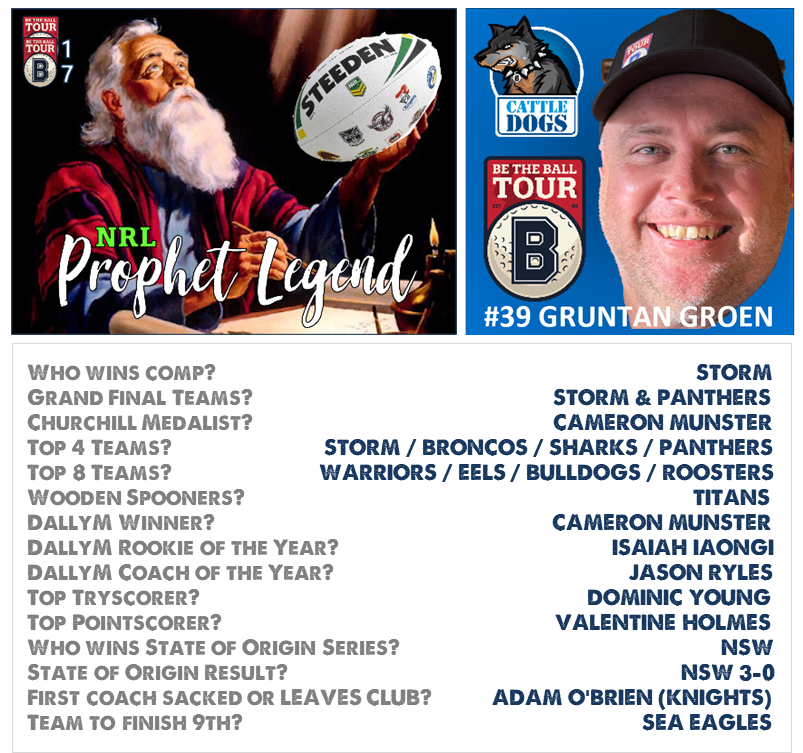 BE THE BALL
TOUR
BE THE BALL
TOUR
B
1
7
STEEDEN
NRL
NRL
Prophet Legend
CATTLE
DOGS
TOUR
BE THE BALL
TOUR
B
#39 GRUNTAN GROEN
WHO WINS COMP? STORM
GRAND FINAL TEAMS? STORM & PANTHERS
CHURCHILL MEDALIST? CAMERON MUNSTER
TOP 4 TEAMS? STORM / BRONCOS / SHARKS / PANTHERS
TOP 8 TEAMS? WARRIORS / EELS / BULLDOGS / ROOSTERS
WOODEN SPOONERS? TITANS
DALLYM WINNER? CAMERON MUNSTER
DALLYM ROOKIE OF THE YEAR? ISAIAH IAONGI
DALLYM COACH OF THE YEAR? JASON RYLES
TOP TRYSCORER? DOMINIC YOUNG
TOP POINTSCORER? VALENTINE HOLMES
WHO WINS STATE OF ORIGIN SERIES? NSW
STATE OF ORIGIN RESULT? NSW 3-0
FIRST COACH SACKED OR LEAVES CLUB? ADAM O'BRIEN (KNIGHTS)
TEAM TO FINISH 9TH? SEA EAGLES